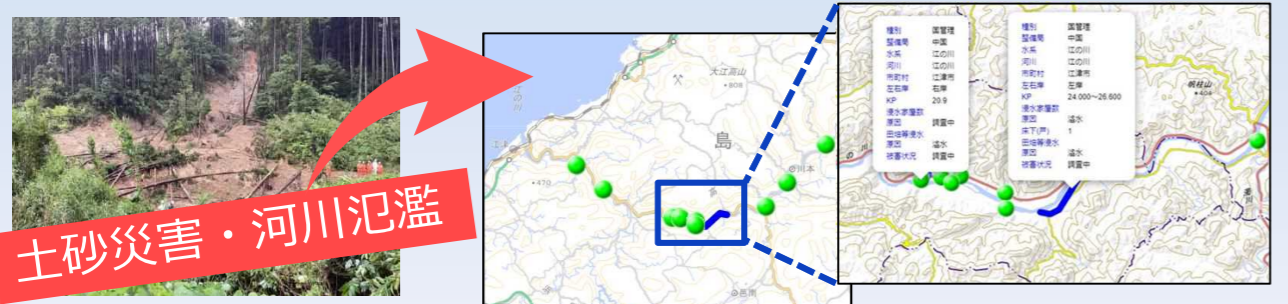 土砂災害・河川氾濫
大江高山
・808
島
・470
川本
邑南
種別 国管理
整備局 中国
水系 江の川
河川 江の川
市町村 江津市
左右岸 右岸
KP 20.9
浸水家屋数
原因 調査中
田畑等浸水
原因 溢水
被害状況 調査中
種別 国管理
整備局 中国
水系 江の川
河川 江の川
市町村 江津市
左右岸 左岸
KP 24.000~26.600
浸水家屋数
原因 溢水
床下(戸) 1
田畑等浸水
原因 溢水
被害状況 調査中